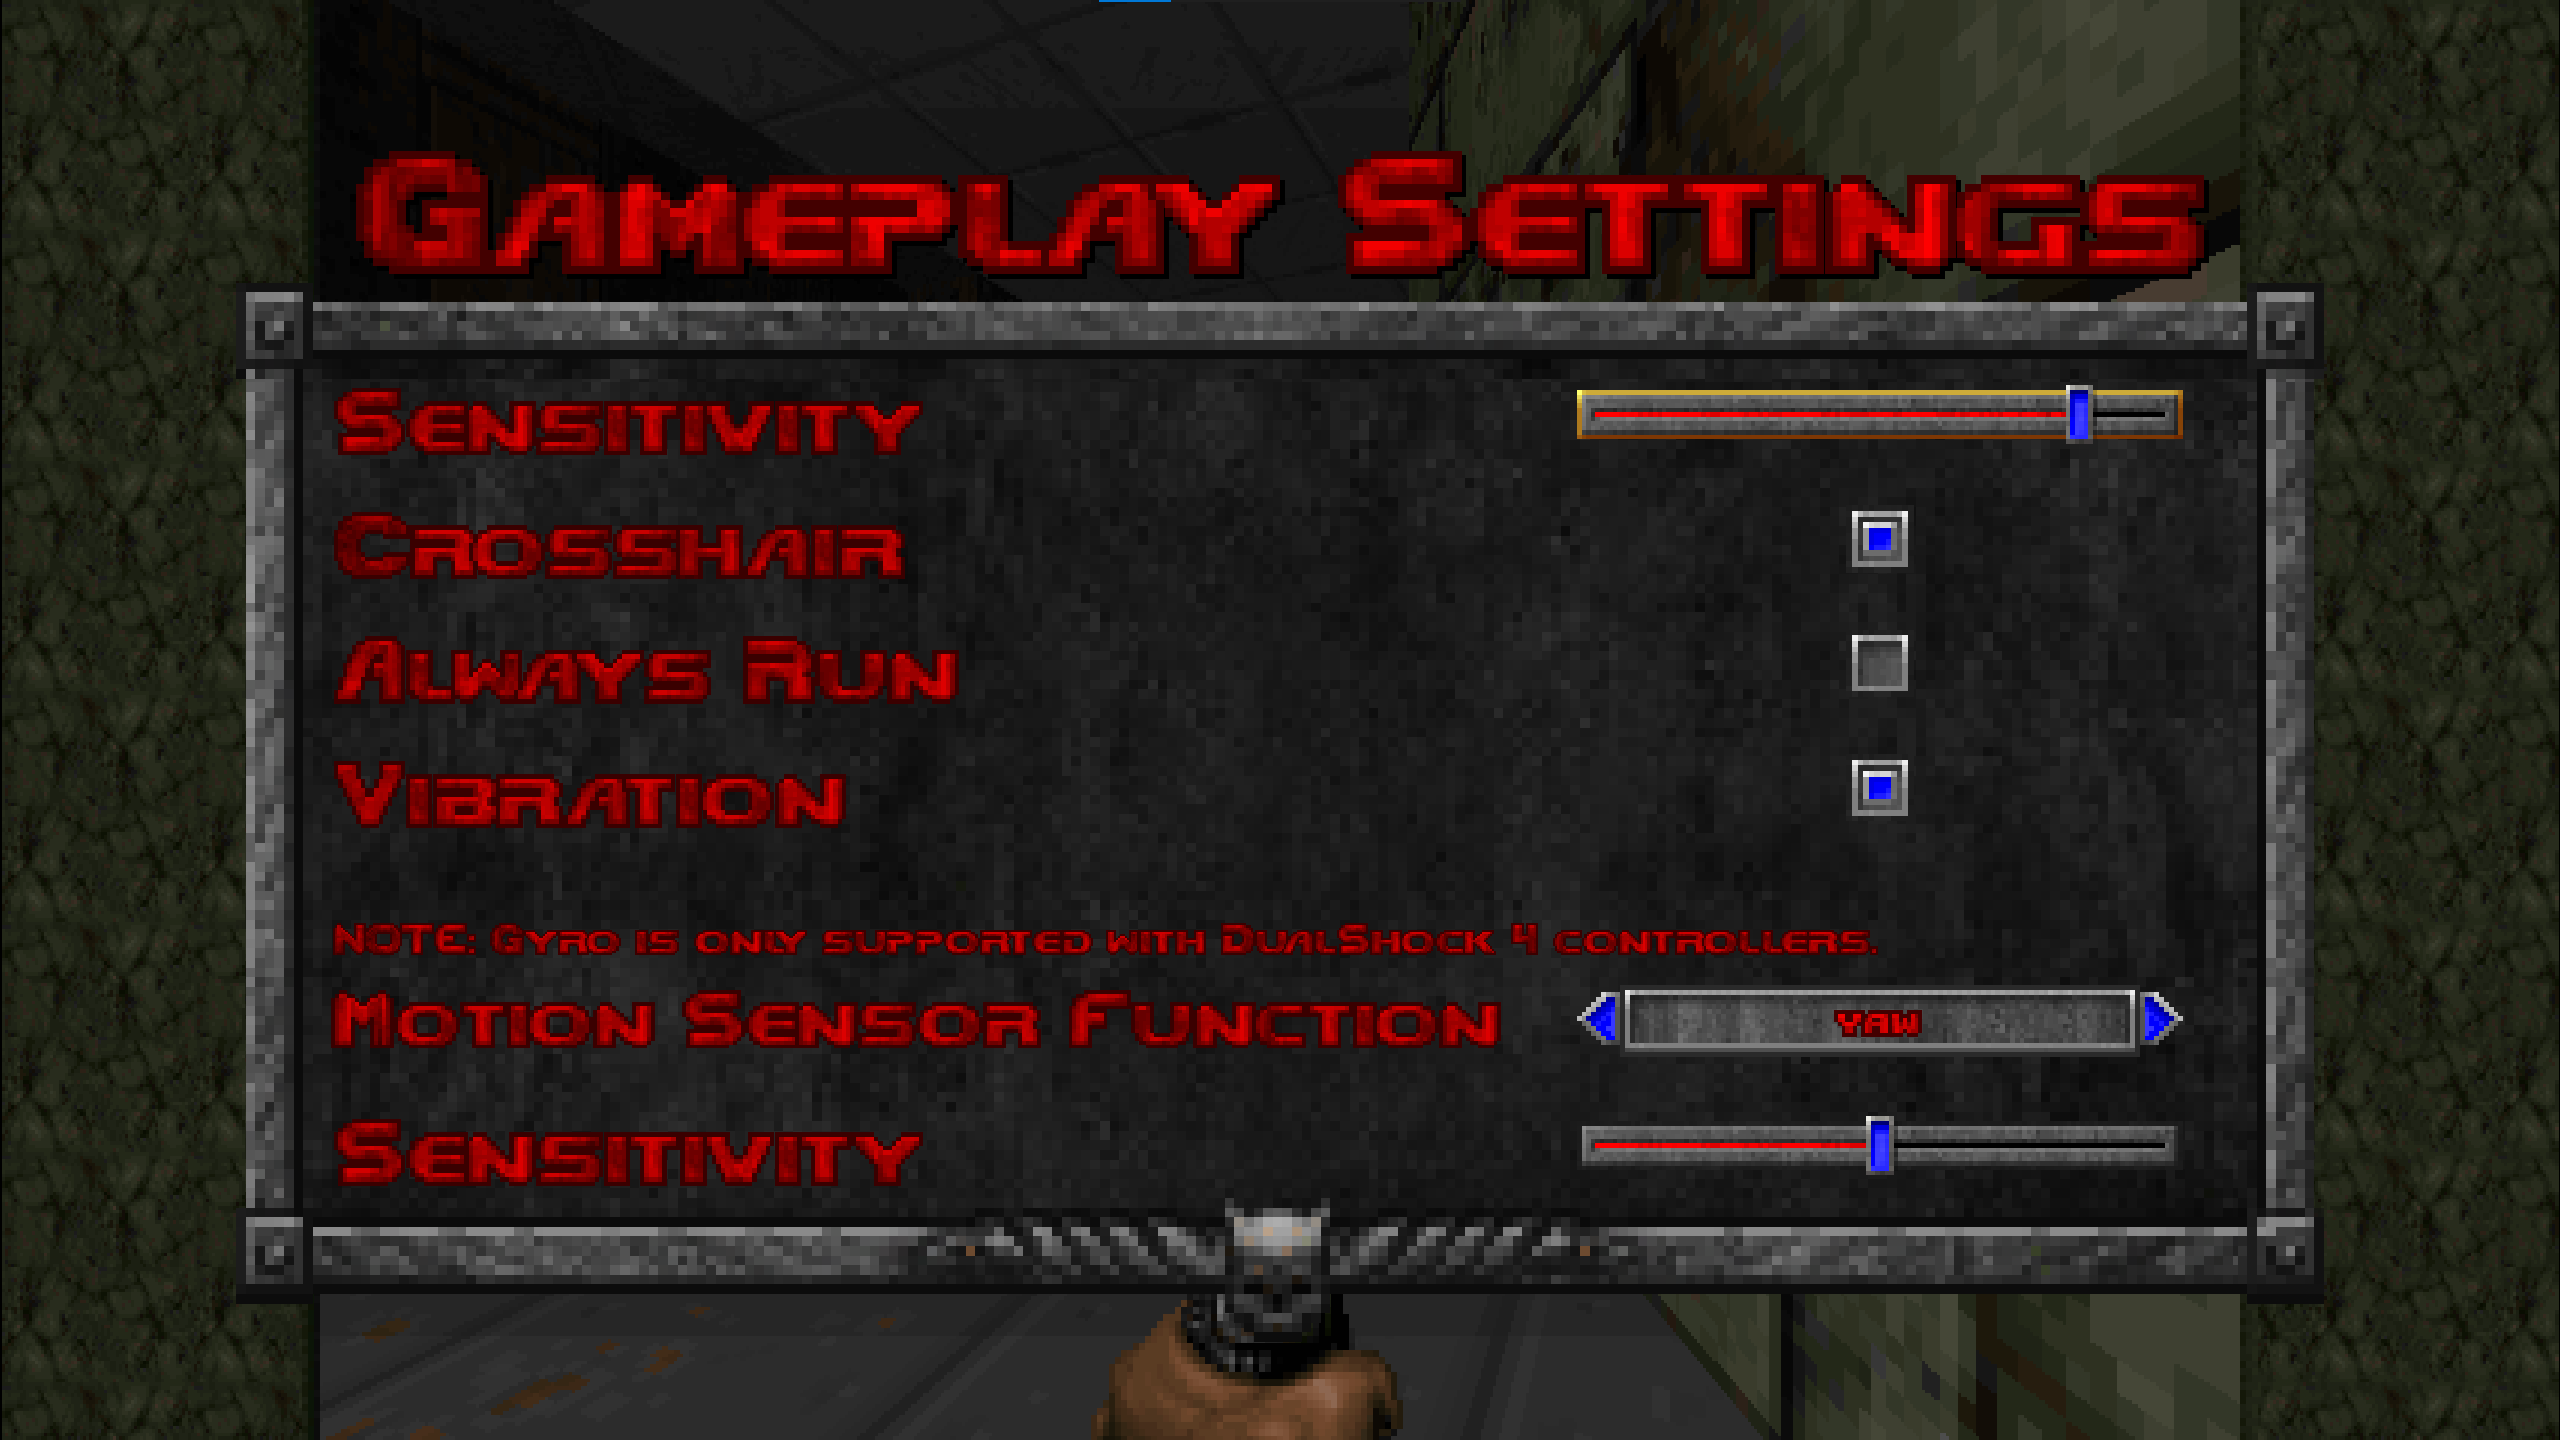 Gameplay Settings
Sensitivity
Crosshair
Always Run
Vibration
NOTE: Gyro is only supported with DualShock 4 controllers.
Motion Sensor Function
YAW
Sensitivity